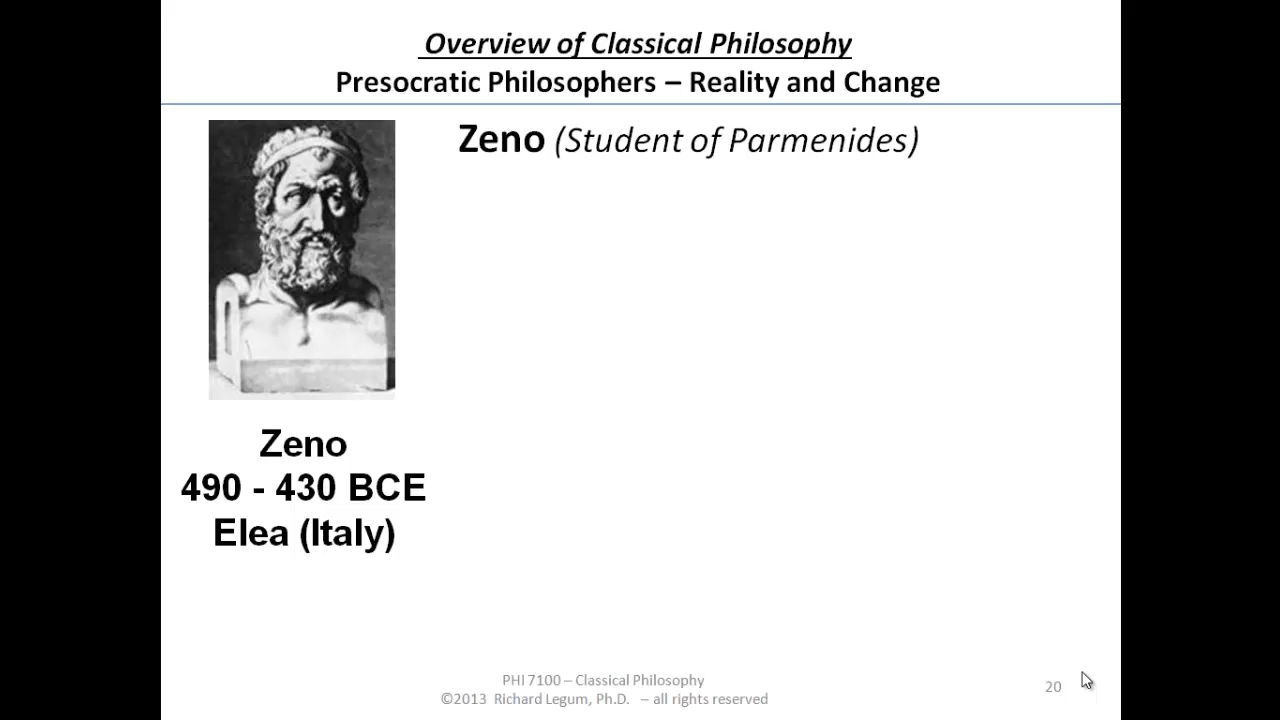 Overview of Classical Philosophy
Presocratic Philosophers – Reality and Change
Zeno (Student of Parmenides)
Zeno
490 - 430 BCE
Elea (Italy)
PHI 7100 – Classical Philosophy
©2013 Richard Legum, Ph.D. – all rights reserved
20